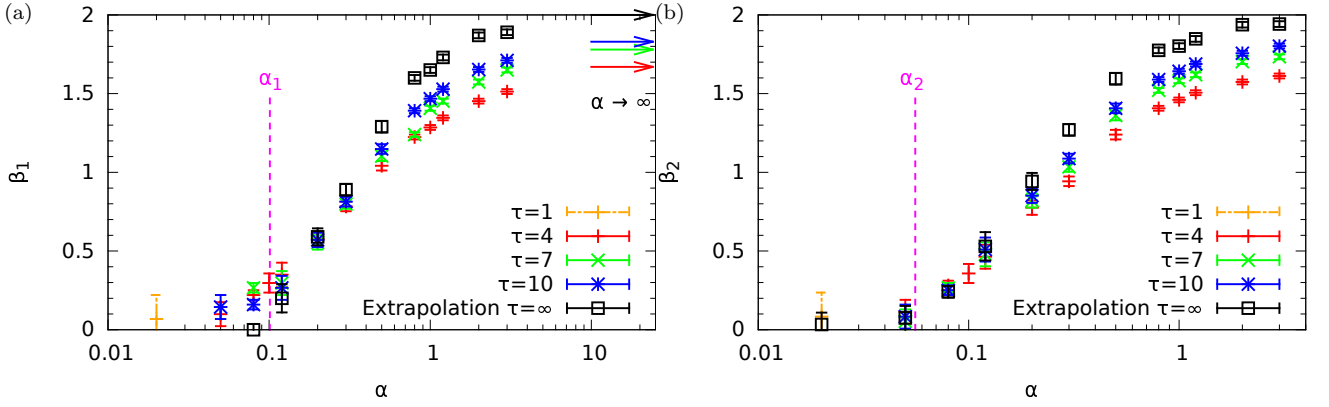 (a)
β1
2
1.5
1
0.5
0
0.01
0.1
1
10
α
α1
α → ∞
τ=1
τ=4
τ=7
τ=10
Extrapolation τ=∞
(b)
β2
2
1.5
1
0.5
0
0.01
0.1
1
α
α2
τ=1
τ=4
τ=7
τ=10
Extrapolation τ=∞